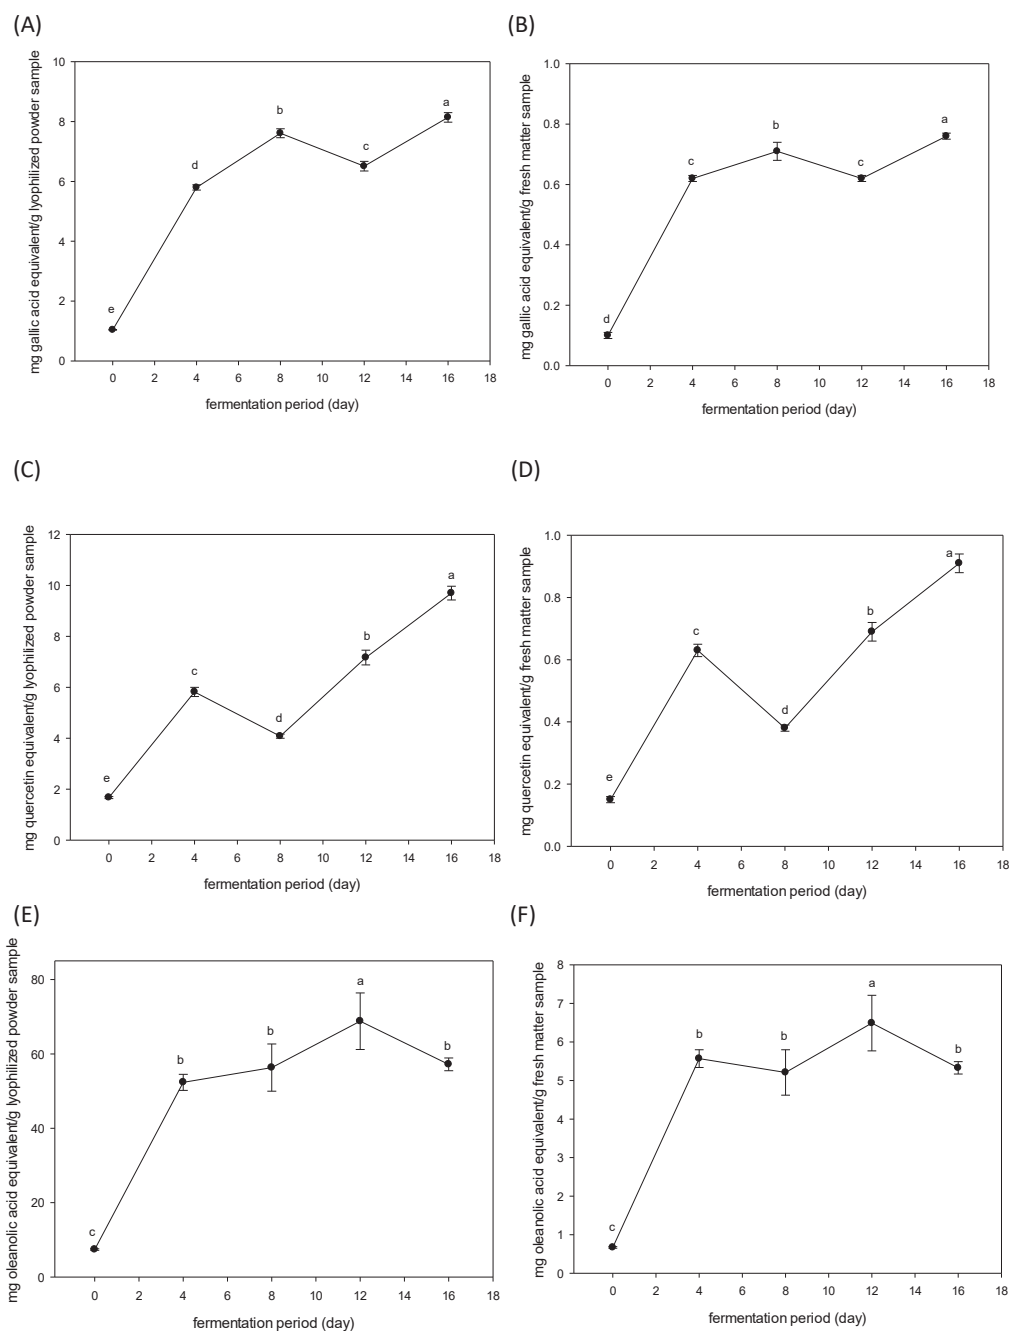 (A)
mg gallic acid equivalent/g lyophilized powder sample
10
8
6
4
2
0
e
d
b
c
a
0 2 4 6 8 10 12 14 16 18
fermentation period (day)
(B)
mg gallic acid equivalent/g fresh matter sample
1.0
0.8
0.6
0.4
0.2
0.0
d
c
b
c
a
0 2 4 6 8 10 12 14 16 18
fermentation period (day)
(C)
mg quercetin equivalent/g lyophilized powder sample
12
10
8
6
4
2
0
e
c
d
b
a
0 2 4 6 8 10 12 14 16 18
fermentation period (day)
(D)
mg quercetin equivalent/g fresh matter sample
1.0
0.8
0.6
0.4
0.2
0.0
e
c
d
b
a
0 2 4 6 8 10 12 14 16 18
fermentation period (day)
(E)
mg oleanolic acid equivalent/g lyophilized powder sample
80
60
40
20
0
c
b
b
a
b
0 2 4 6 8 10 12 14 16 18
fermentation period (day)
(F)
mg oleanolic acid equivalent/g fresh matter sample
8
7
6
5
4
3
2
1
0
c
b
b
a
b
0 2 4 6 8 10 12 14 16 18
fermentation period (day)